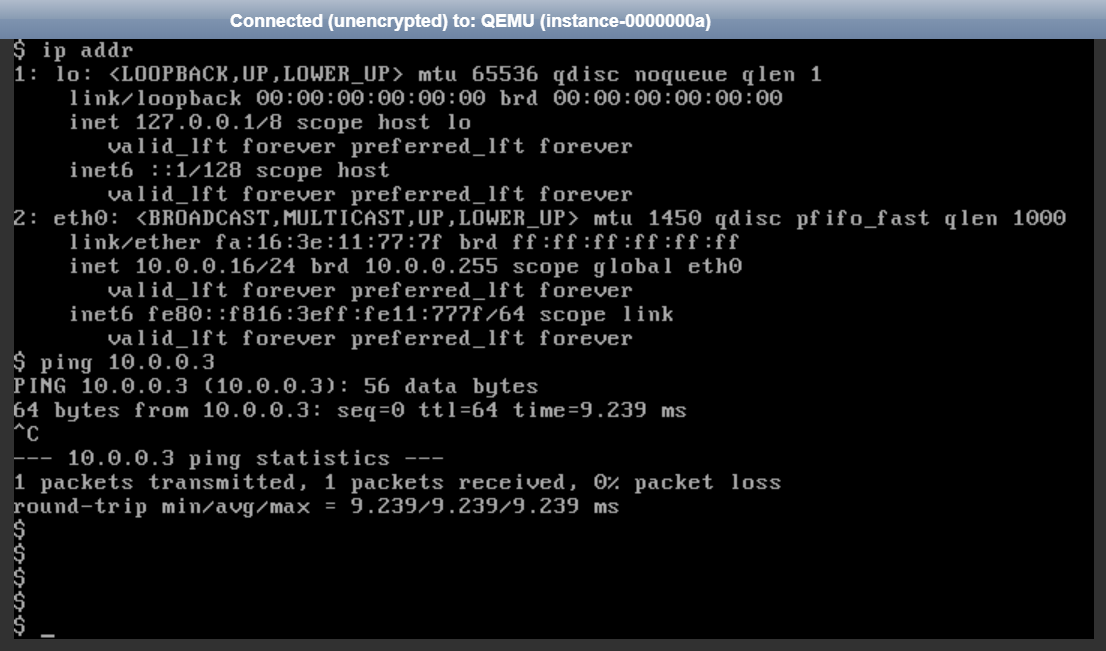 Connected (unencrypted) to: QEMU (instance-0000000a)
$ ip addr
1: lo: <LOOPBACK,UP,LOWER_UP> mtu 65536 qdisc noqueue qlen 1
    link/loopback 00:00:00:00:00:00 brd 00:00:00:00:00:00
    inet 127.0.0.1/8 scope host lo
       valid_lft forever preferred_lft forever
    inet6 ::1/128 scope host
       valid_lft forever preferred_lft forever
2: eth0: <BROADCAST,MULTICAST,UP,LOWER_UP> mtu 1450 qdisc pfifo_fast qlen 1000
    link/ether fa:16:3e:11:77:7f brd ff:ff:ff:ff:ff:ff
    inet 10.0.0.16/24 brd 10.0.0.255 scope global eth0
       valid_lft forever preferred_lft forever
    inet6 fe80::f816:3eff:fe11:777f/64 scope link
       valid_lft forever preferred_lft forever
$ ping 10.0.0.3
PING 10.0.0.3 (10.0.0.3): 56 data bytes
64 bytes from 10.0.0.3: seq=0 ttl=64 time=9.239 ms
^C
--- 10.0.0.3 ping statistics ---
1 packets transmitted, 1 packets received, 0% packet loss
round-trip min/avg/max = 9.239/9.239/9.239 ms
$
$
$
$
$ _